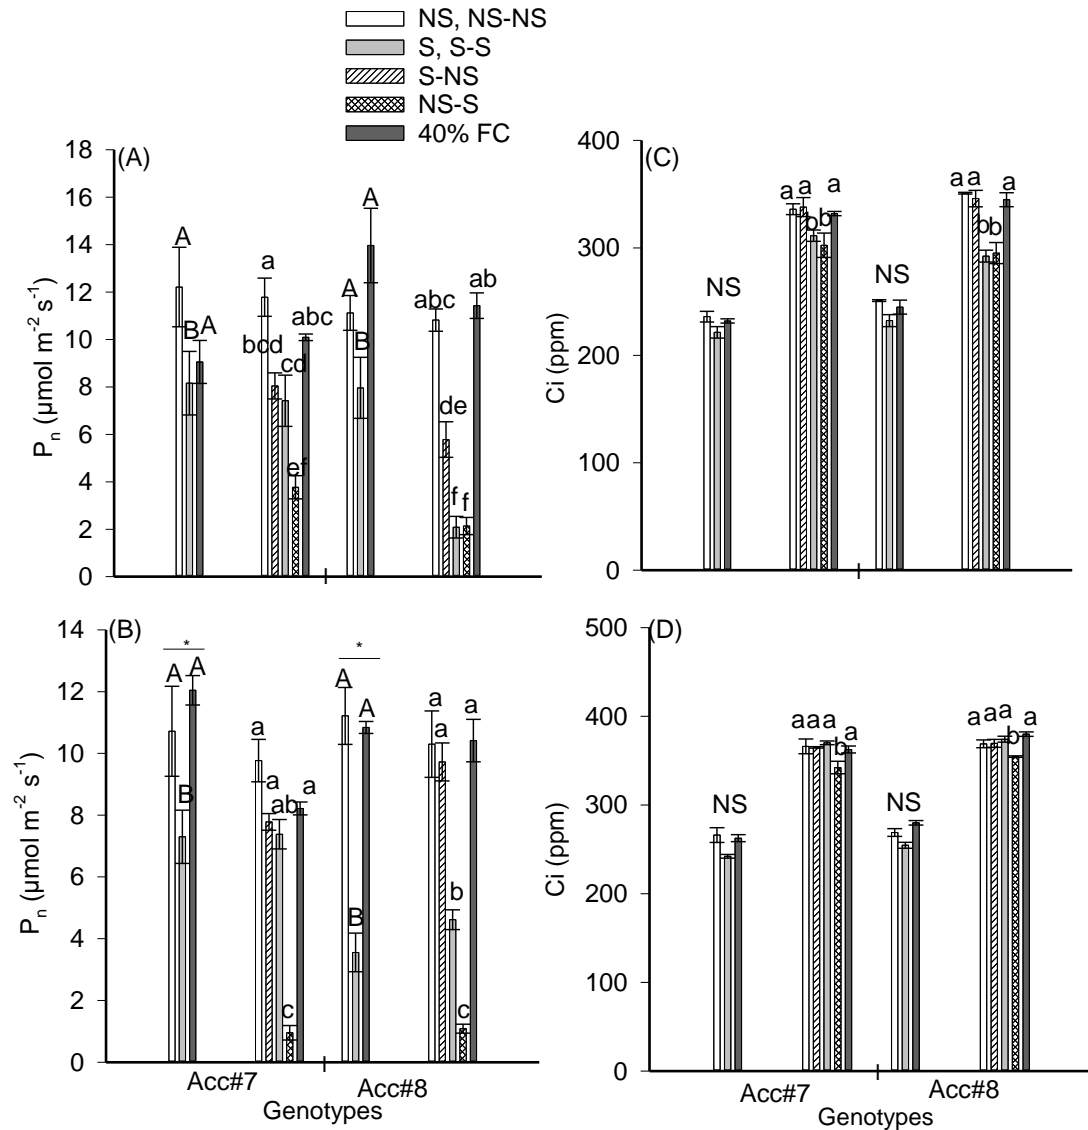 NS, NS-NS
S, S-S
S-NS
NS-S
40% FC
(A)
18
16
14
12
10
8
6
4
2
0
P_n (µmol m^-2 s^-1)
A
B
A
a
bcd
cd
ef
abc
A
B
A
abc
de
f
f
ab
(C)
400
300
200
100
0
Ci (ppm)
NS
a
a
b
b
a
NS
a
a
b
b
a
(B)
14
12
10
8
6
4
2
0
P_n (µmol m^-2 s^-1)
*
A
B
A
a
a
ab
c
a
*
A
B
A
a
a
b
c
a
Acc#7
Acc#8
Genotypes
(D)
500
400
300
200
100
0
Ci (ppm)
NS
a
a
a
b
a
NS
a
a
a
b
a
Acc#7
Acc#8
Genotypes